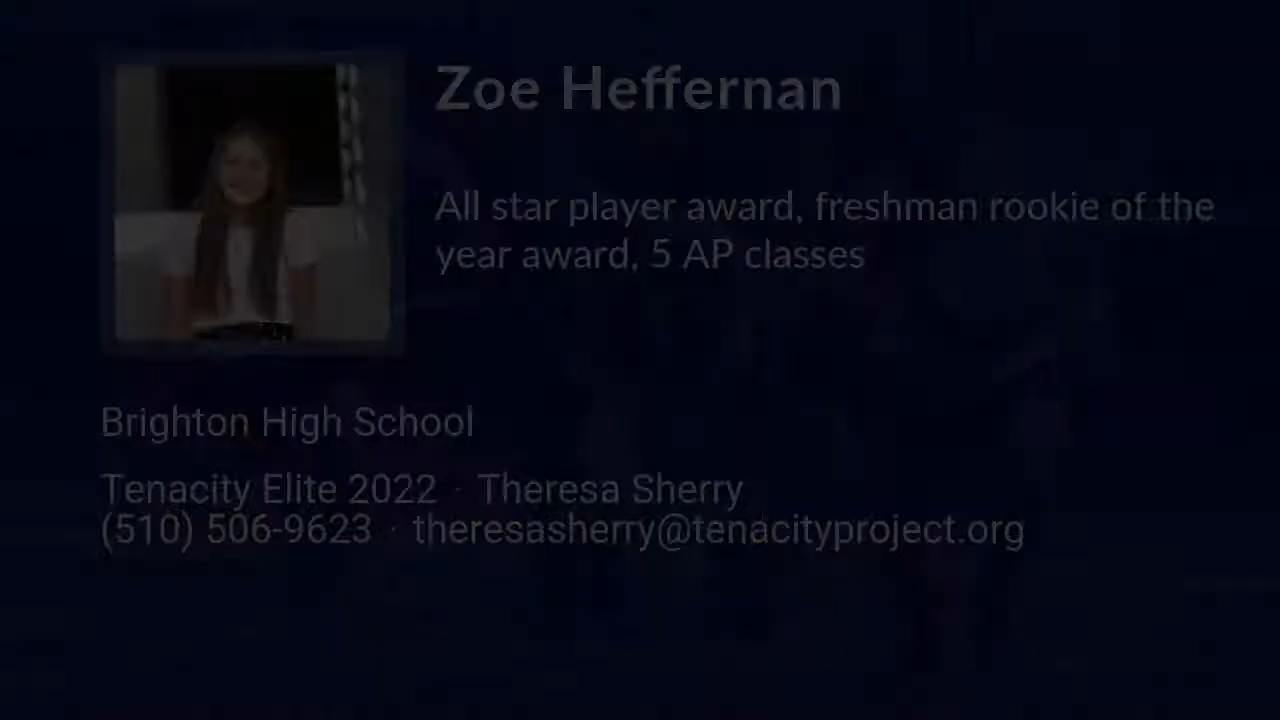 Zoe Heffernan
All star player award, freshman rookie of the
year award, 5 AP classes
Brighton High School
Tenacity Elite 2022 · Theresa Sherry
(510) 506-9623 · theresasherry@tenacityproject.org